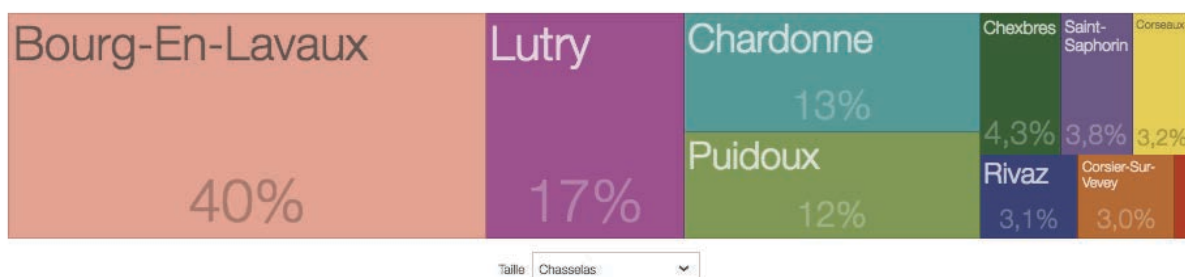 Bourg-En-Lavaux
40%
Lutry
17%
Chardonne
13%
Puidoux
12%
Chexbres
4,3%
Saint-
Saphorin
3,8%
Corseaux
3,2%
Rivaz
3,1%
Corsier-Sur-
Vevey
3,0%
Taille Chasselas